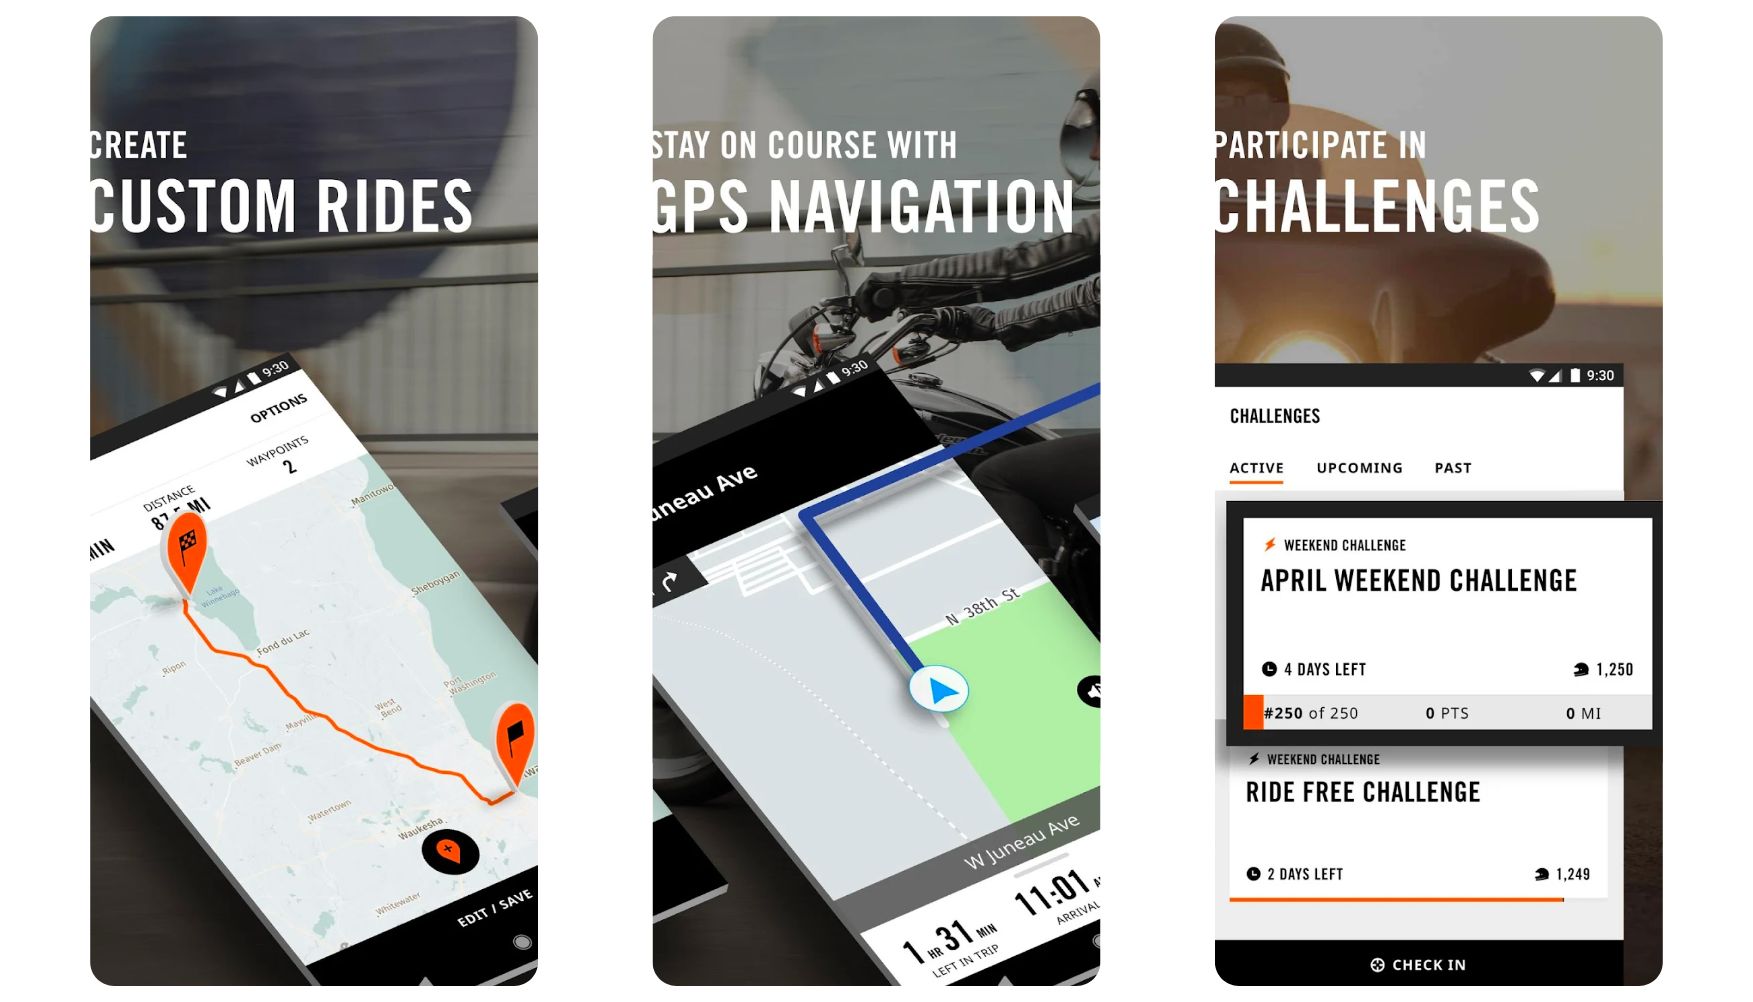 CREATE
CUSTOM RIDES
9:30
OPTIONS
DISTANCE
WAYPOINTS
2
MI
MIN
Manitowo
Lake
Winnebago
Sheboygan
Fond du Lac
Ripon
Port
Washington
West
Bend
Mayvill
Beaver Dam
Watertown
Waukesha
Whitewater
EDIT / SAVE
STAY ON COURSE WITH
GPS NAVIGATION
9:30
uneau Ave
N 38th St
W Juneau Ave
1 HR 31 MIN
LEFT IN TRIP
11:01
ARRIVAL
PARTICIPATE IN
CHALLENGES
9:30
CHALLENGES
ACTIVE UPCOMING PAST
WEEKEND CHALLENGE
APRIL WEEKEND CHALLENGE
4 DAYS LEFT 1,250
#250 of 250 0 PTS 0 MI
WEEKEND CHALLENGE
RIDE FREE CHALLENGE
2 DAYS LEFT 1,249
CHECK IN